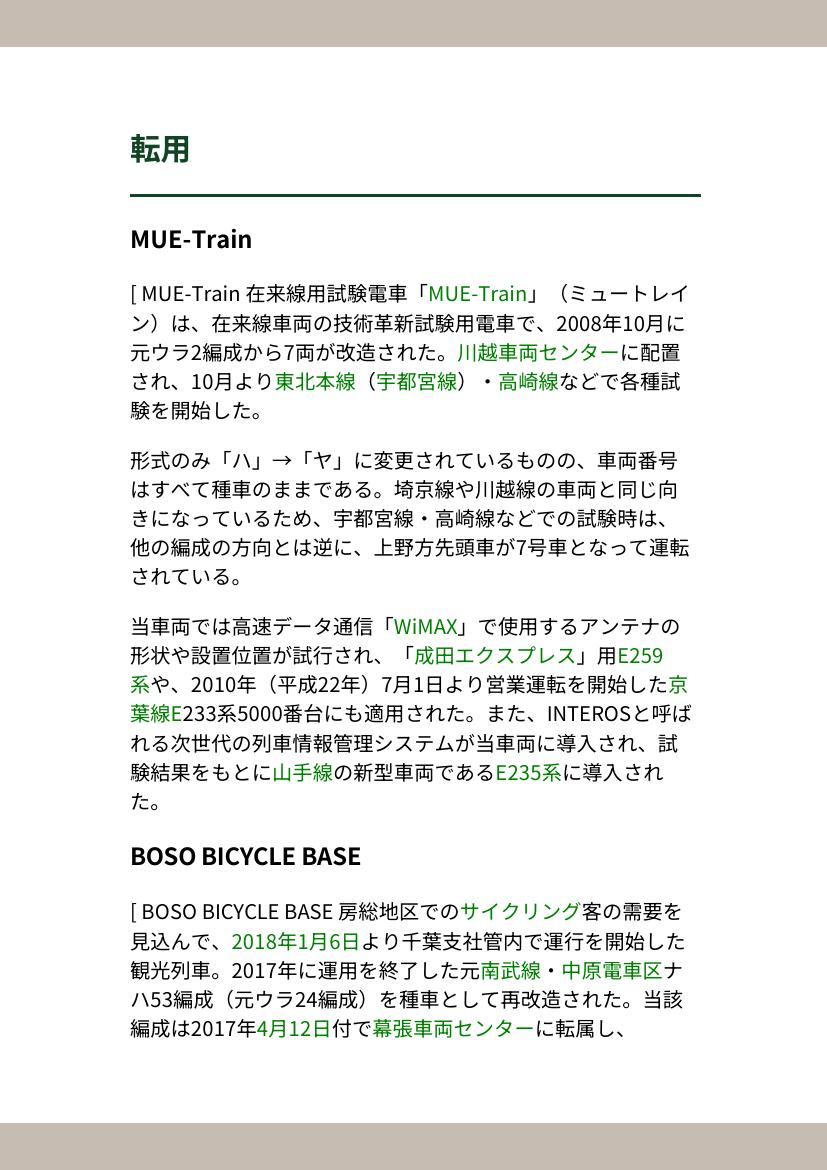 転用
MUE-Train
[ MUE-Train 在来線用試験電車「MUE-Train」（ミュートレイ
ン）は、在来線車両の技術革新試験用電車で、2008年10月に
元ウラ2編成から7両が改造された。川越車両センターに配置
され、10月より東北本線（宇都宮線）・高崎線などで各種試
験を開始した。
形式のみ「ハ」→「ヤ」に変更されているものの、車両番号
はすべて種車のままである。埼京線や川越線の車両と同じ向
きになっているため、宇都宮線・高崎線などでの試験時は、
他の編成の方向とは逆に、上野方先頭車が7号車となって運転
されている。
当車両では高速データ通信「WiMAX」で使用するアンテナの
形状や設置位置が試行され、「成田エクスプレス」用E259
系や、2010年（平成22年）7月1日より営業運転を開始した京
葉線E233系5000番台にも適用された。また、INTEROSと呼ば
れる次世代の列車情報管理システムが当車両に導入され、試
験結果をもとに山手線の新型車両であるE235系に導入され
た。
BOSO BICYCLE BASE
[ BOSO BICYCLE BASE 房総地区でのサイクリング客の需要を
見込んで、2018年1月6日より千葉支社管内で運行を開始した
観光列車。2017年に運用を終了した元南武線・中原電車区ナ
ハ53編成（元ウラ24編成）を種車として再改造された。当該
編成は2017年4月12日付で幕張車両センターに転属し、